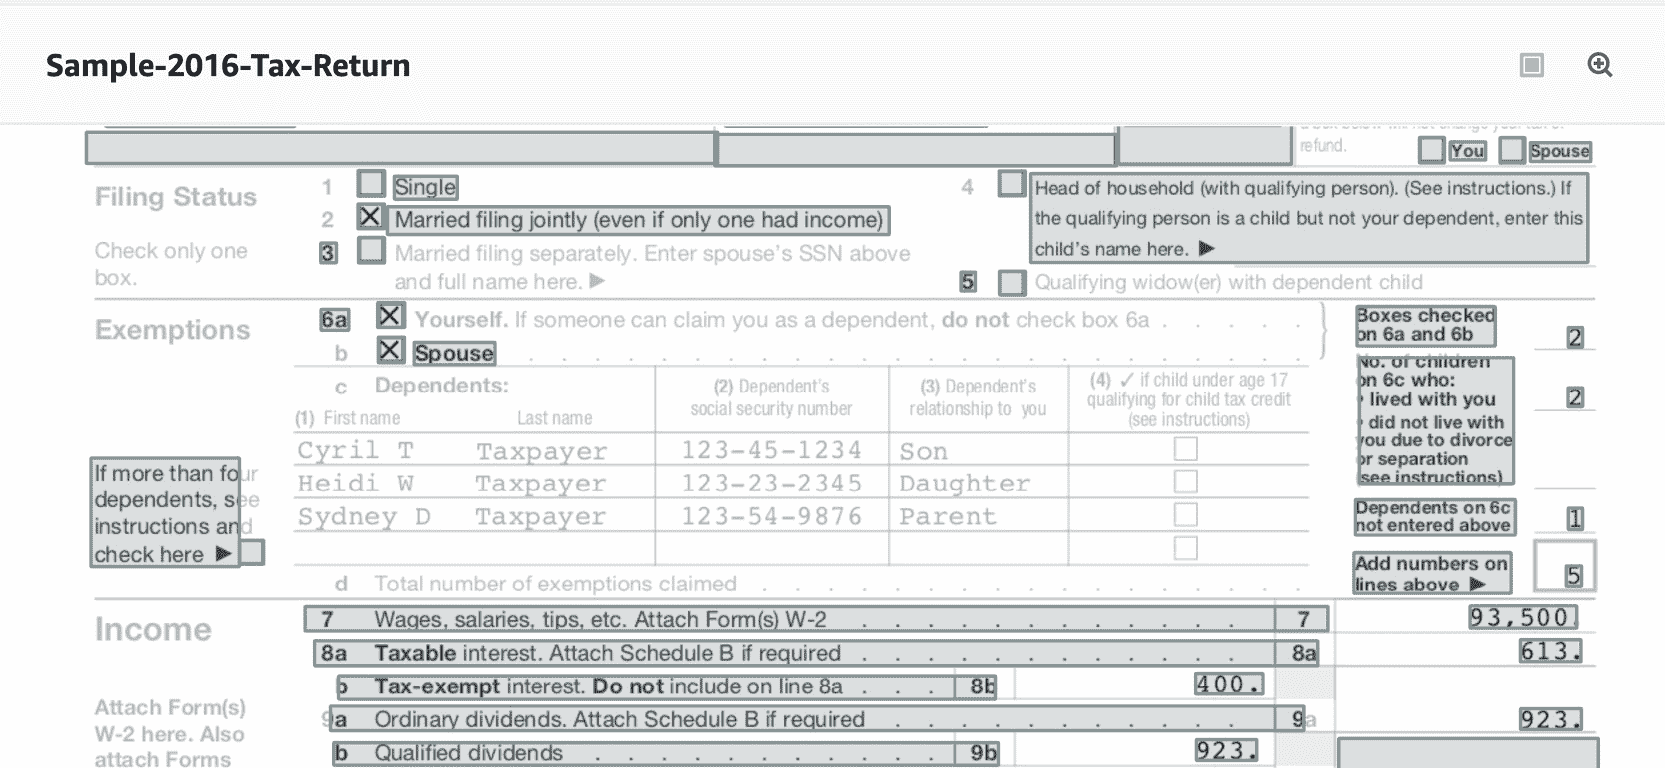 Sample-2016-Tax-Return
refund. You Spouse
Filing Status
1 Single
2 Married filing jointly (even if only one had income)
Check only one
box.
3 Married filing separately. Enter spouse's SSN above
and full name here. ▶
4 Head of household (with qualifying person). (See instructions.) If
the qualifying person is a child but not your dependent, enter this
child's name here. ▶
5 Qualifying widow(er) with dependent child
Exemptions
6a Yourself. If someone can claim you as a dependent, do not check box 6a . . . . .
b Spouse . . . . . . . . . . . . . . . . . . . .
Boxes checked
on 6a and 6b 2
c Dependents:
(1) First name Last name
(2) Dependent's
social security number
(3) Dependent's
relationship to you
(4) ✓ if child under age 17
qualifying for child tax credit
(see instructions)
Cyril T Taxpayer 123-45-1234 Son
Heidi W Taxpayer 123-23-2345 Daughter
Sydney D Taxpayer 123-54-9876 Parent
If more than four
dependents, see
instructions and
check here ▶
No. of children
on 6c who:
• lived with you 2
• did not live with
you due to divorce
or separation
(see instructions)
Dependents on 6c
not entered above 1
d Total number of exemptions claimed . . . . . . . . . . . . . . . . . . . .
Add numbers on
lines above ▶ 5
Income
7 Wages, salaries, tips, etc. Attach Form(s) W-2 . . . . . . . . . . . . 7 93,500.
8a Taxable interest. Attach Schedule B if required . . . . . . . . . . . . 8a 613.
b Tax-exempt interest. Do not include on line 8a . . . 8b 400.
9a Ordinary dividends. Attach Schedule B if required . . . . . . . . . . . 9a 923.
b Qualified dividends . . . . . . . . . . . 9b 923.
Attach Form(s)
W-2 here. Also
attach Forms